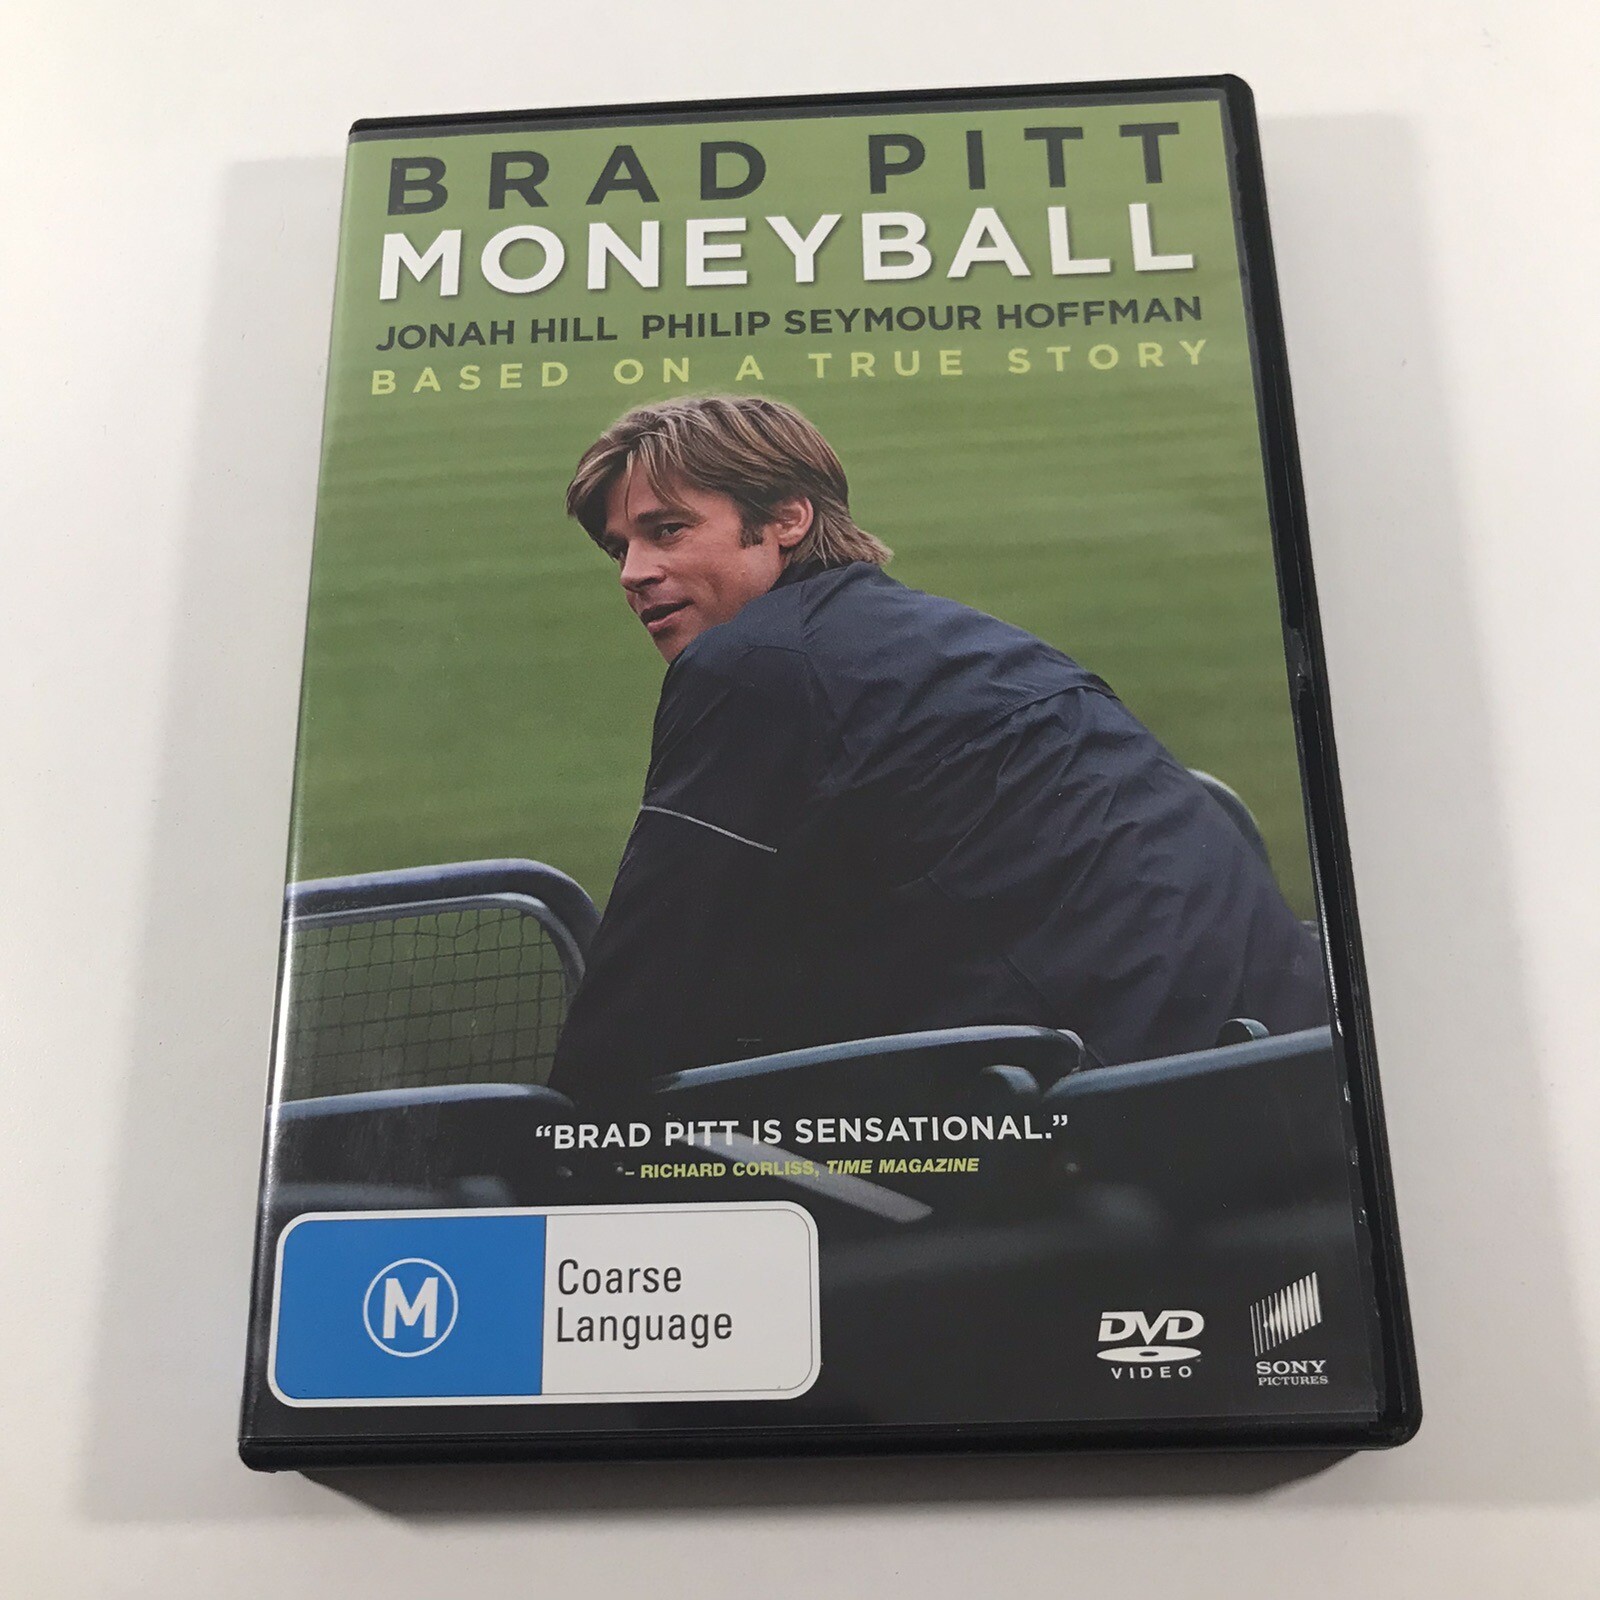 BRAD PITT
MONEYBALL
JONAH HILL PHILIP SEYMOUR HOFFMAN
BASED ON A TRUE STORY
“BRAD PITT IS SENSATIONAL.”
– RICHARD CORLISS, TIME MAGAZINE
M
Coarse
Language
DVD
VIDEO
SONY
PICTURES